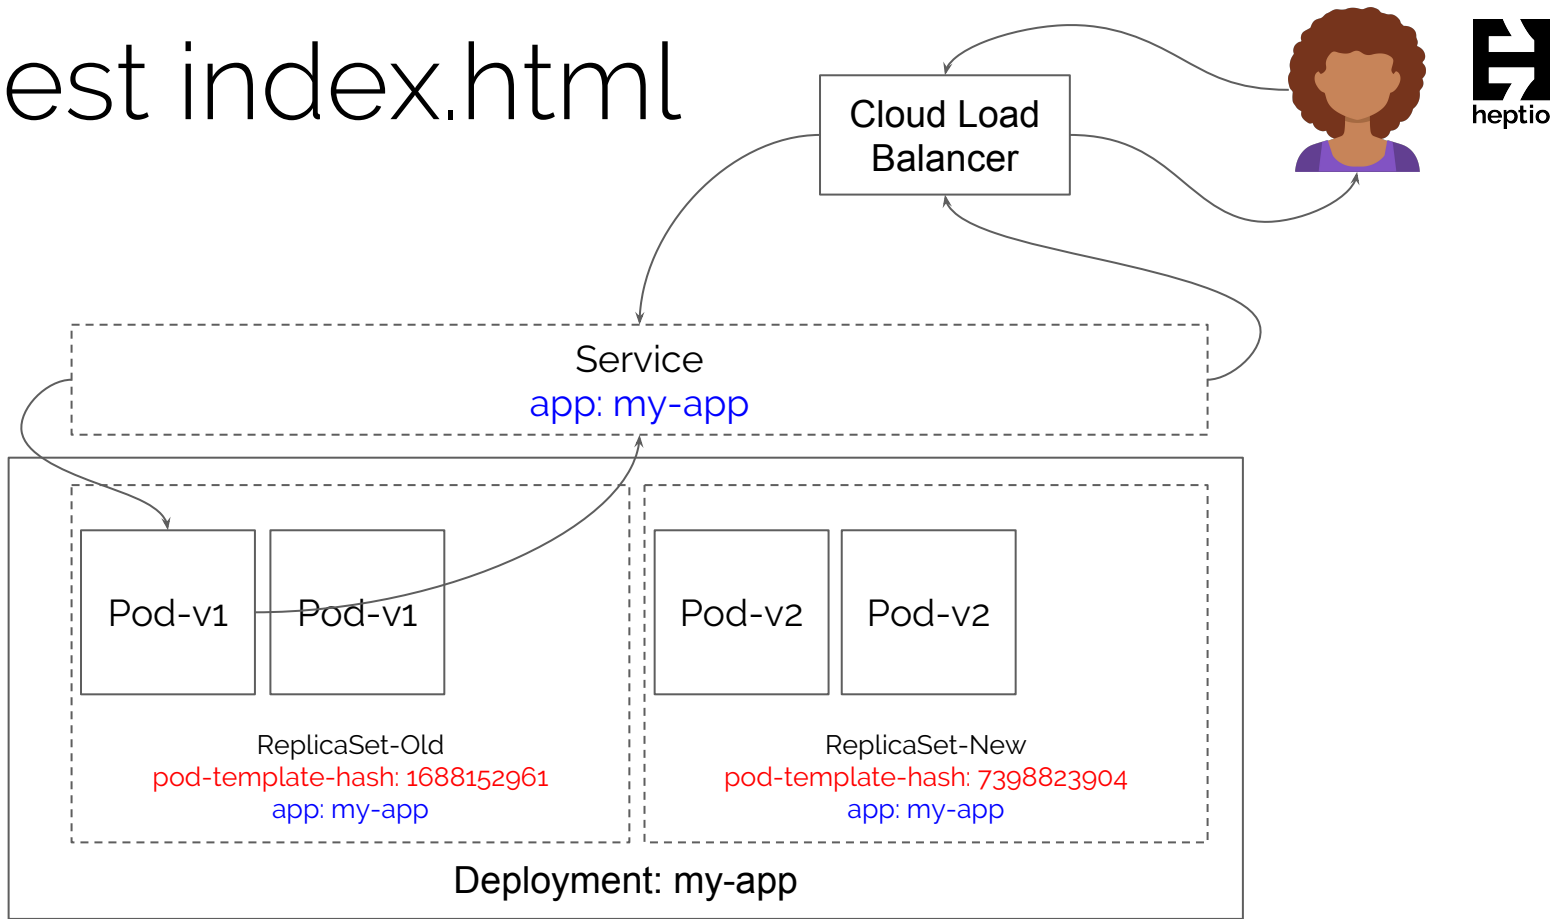 est index.html
heptio
Cloud Load
Balancer
Service
app: my-app
Pod-v1
Pod-v1
Pod-v2
Pod-v2
ReplicaSet-Old
pod-template-hash: 1688152961
app: my-app
ReplicaSet-New
pod-template-hash: 7398823904
app: my-app
Deployment: my-app